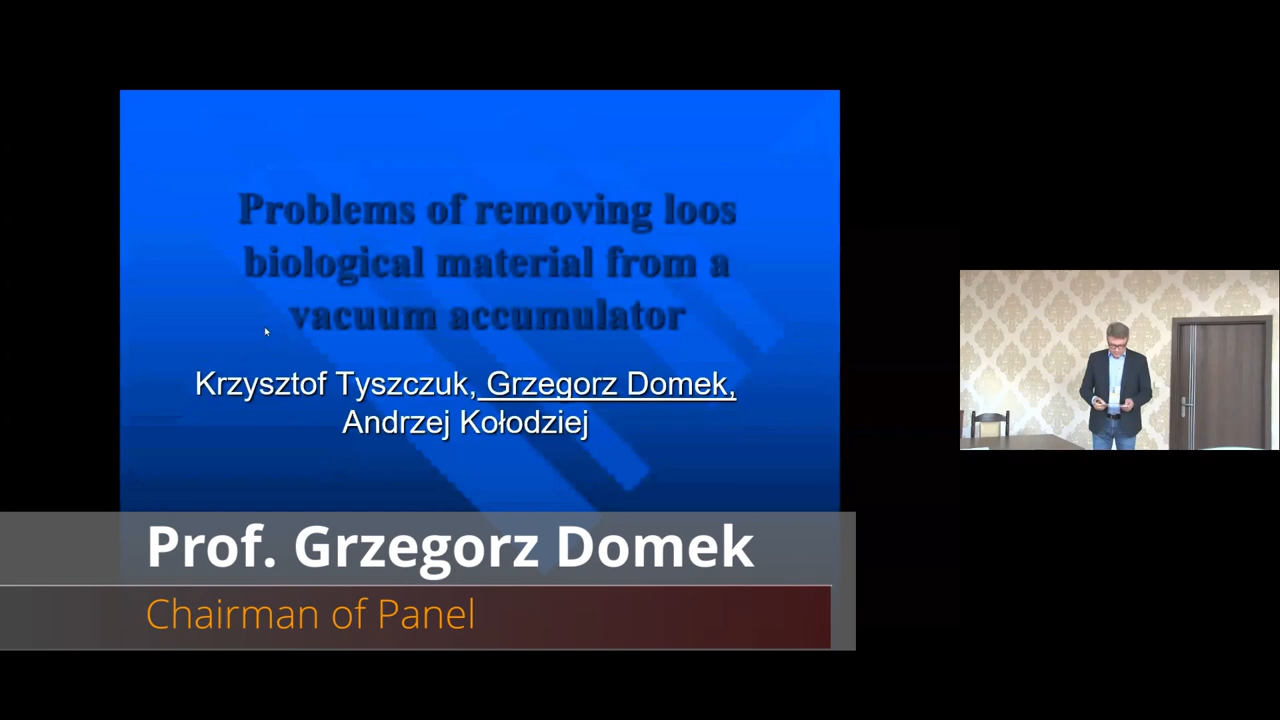 Problems of removing loos
biological material from a
vacuum accumulator
Krzysztof Tyszczuk, Grzegorz Domek,
Andrzej Kołodziej
Prof. Grzegorz Domek
Chairman of Panel